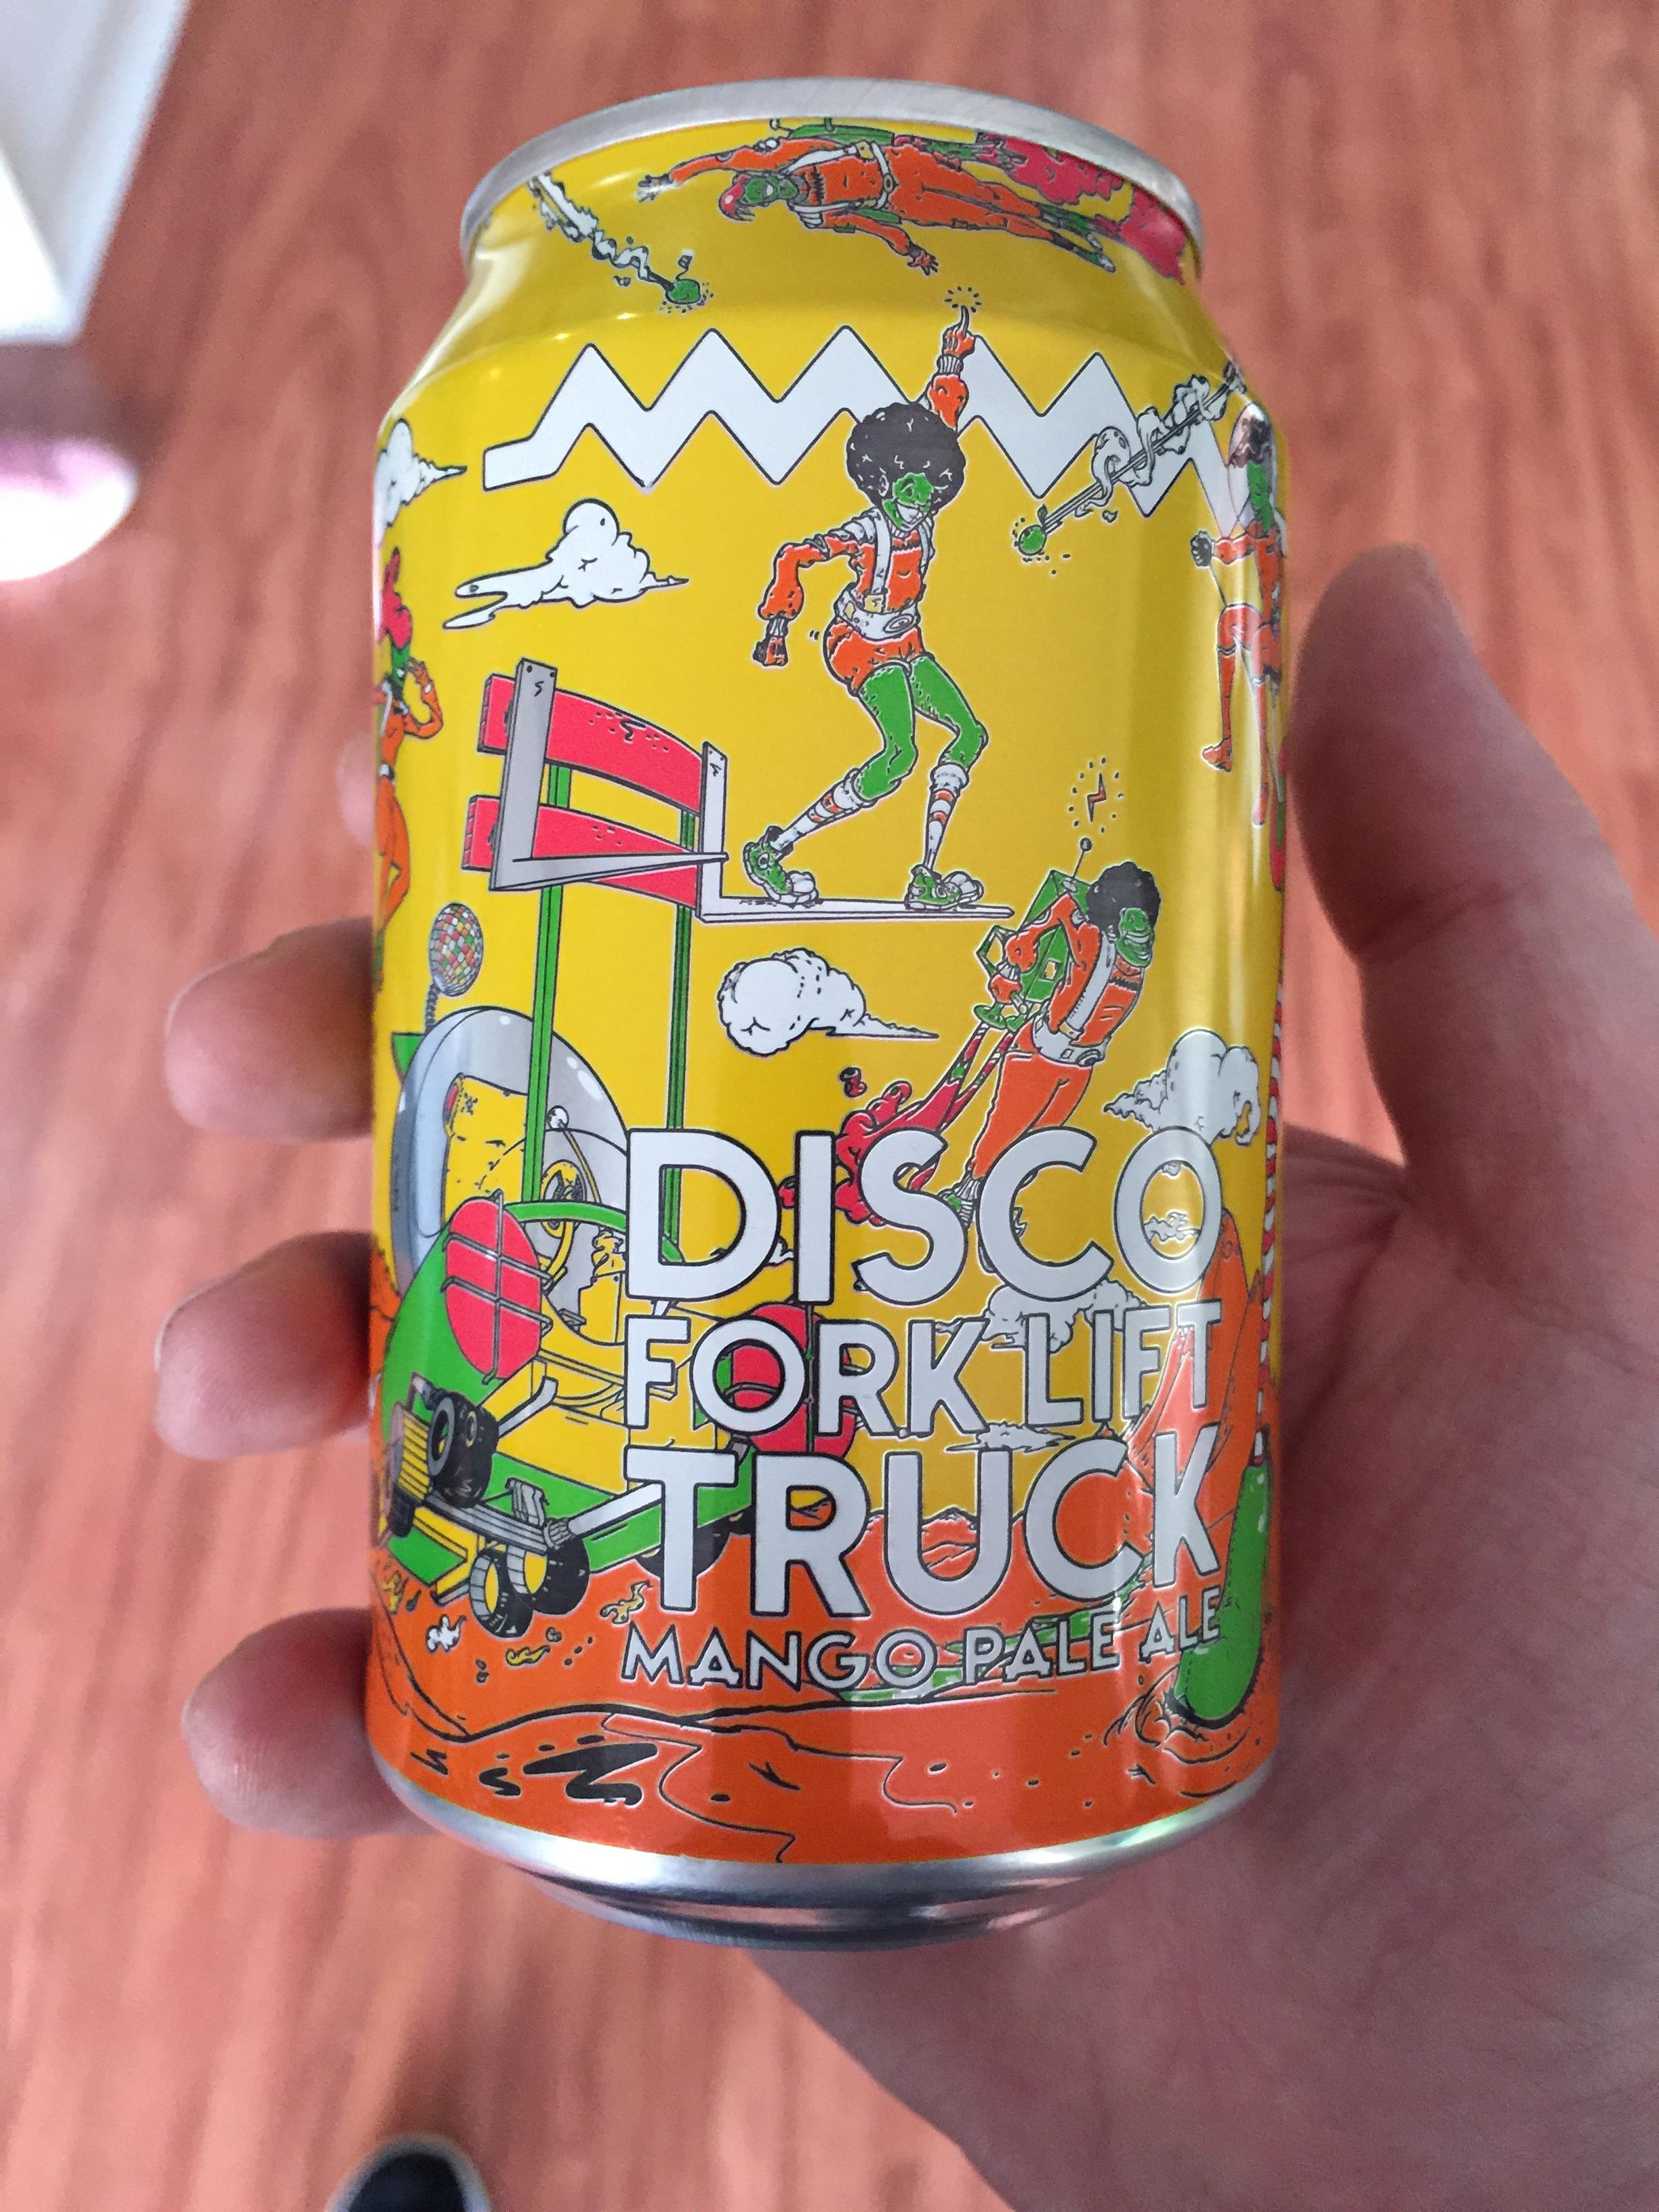 DISCO
FORK LIFT
TRUCK
MANGO PALE ALE